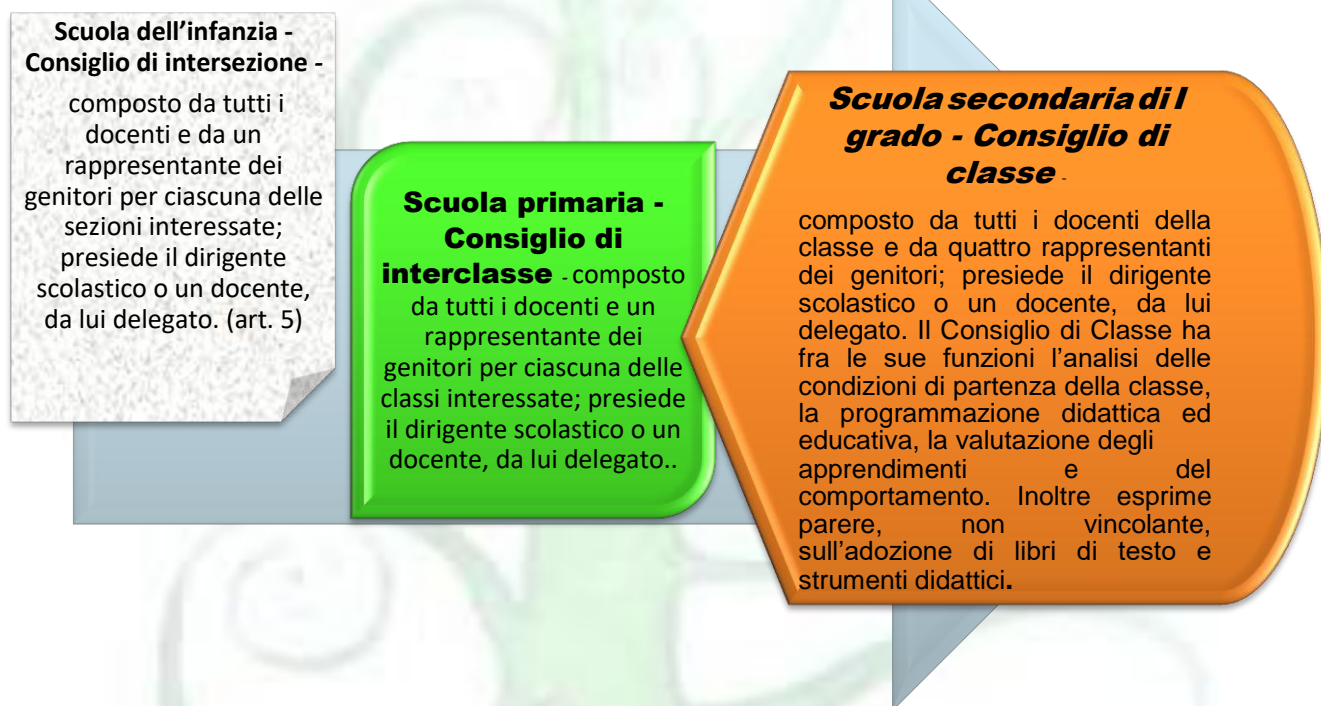 Scuola dell’infanzia -
Consiglio di intersezione -
composto da tutti i
docenti e da un
rappresentante dei
genitori per ciascuna delle
sezioni interessate;
presiede il dirigente
scolastico o un docente,
da lui delegato. (art. 5)
Scuola primaria -
Consiglio di
interclasse - composto
da tutti i docenti e un
rappresentante dei
genitori per ciascuna delle
classi interessate; presiede
il dirigente scolastico o un
docente, da lui delegato..
Scuola secondaria di I
grado - Consiglio di
classe -
composto da tutti i docenti della
classe e da quattro rappresentanti
dei genitori; presiede il dirigente
scolastico o un docente, da lui
delegato. Il Consiglio di Classe ha
fra le sue funzioni l’analisi delle
condizioni di partenza della classe,
la programmazione didattica ed
educativa, la valutazione degli
apprendimenti e del
comportamento. Inoltre esprime
parere, non vincolante,
sull’adozione di libri di testo e
strumenti didattici.